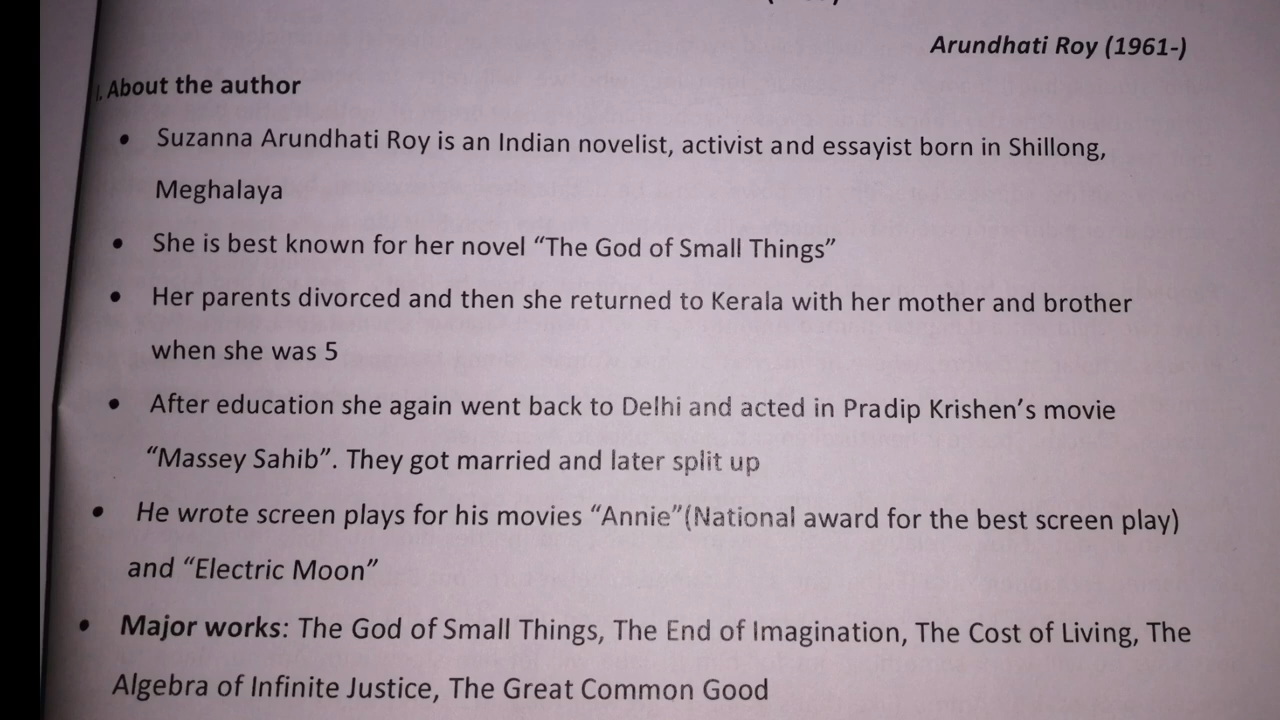 Arundhati Roy (1961-)
I. About the author
• Suzanna Arundhati Roy is an Indian novelist, activist and essayist born in Shillong,
Meghalaya
• She is best known for her novel “The God of Small Things”
• Her parents divorced and then she returned to Kerala with her mother and brother
when she was 5
• After education she again went back to Delhi and acted in Pradip Krishen’s movie
“Massey Sahib”. They got married and later split up
• He wrote screen plays for his movies “Annie”(National award for the best screen play)
and “Electric Moon”
• Major works: The God of Small Things, The End of Imagination, The Cost of Living, The
Algebra of Infinite Justice, The Great Common Good